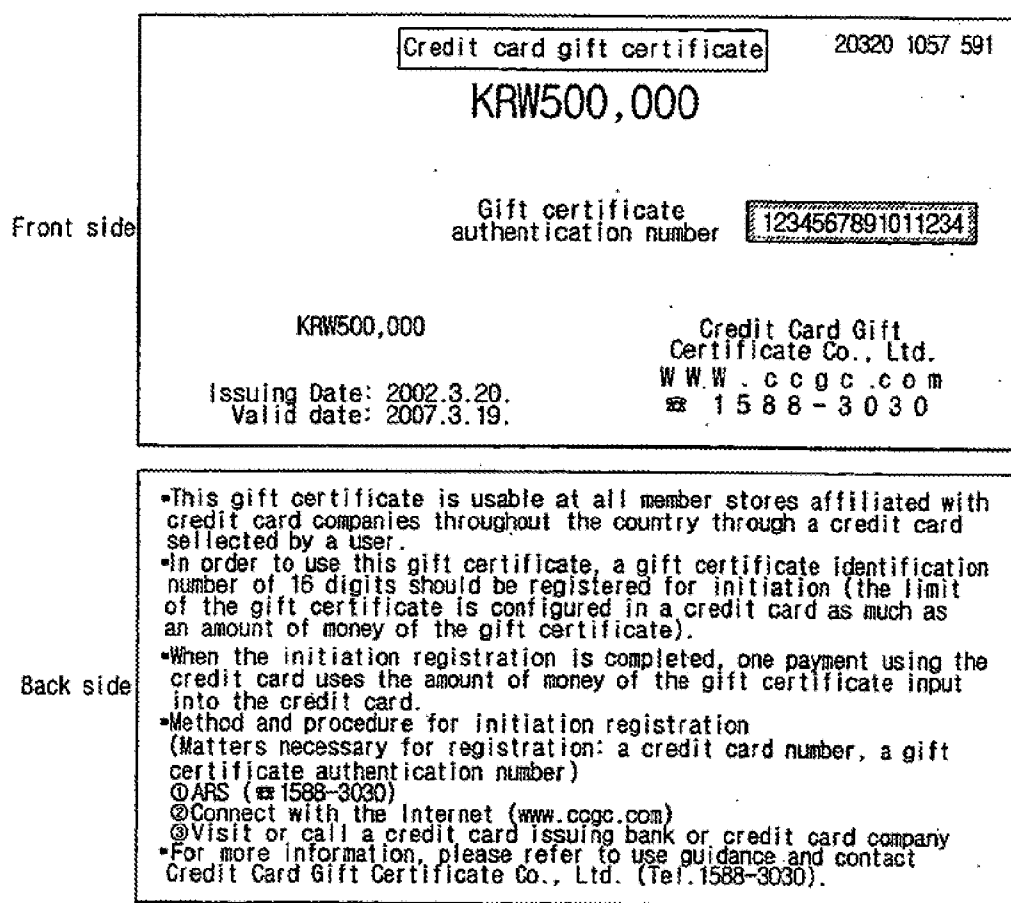 Credit card gift certificate 20320 1057 591
KRW500,000
Front side
Gift certificate
authentication number 1234567891011234
KRW500,000
Credit Card Gift
Certificate Co., Ltd.
WWW.ccgc.com
☎ 1588-3030
Issuing Date: 2002.3.20.
Valid date: 2007.3.19.
Back side
•This gift certificate is usable at all member stores affiliated with
credit card companies throughout the country through a credit card
sellected by a user.
•In order to use this gift certificate, a gift certificate identification
number of 16 digits should be registered for initiation (the limit
of the gift certificate is configured in a credit card as much as
an amount of money of the gift certificate).
•When the initiation registration is completed, one payment using the
credit card uses the amount of money of the gift certificate input
into the credit card.
•Method and procedure for initiation registration
(Matters necessary for registration: a credit card number, a gift
certificate authentication number)
①ARS (☎1588-3030)
②Connect with the Internet (www.ccgc.com)
③Visit or call a credit card issuing bank or credit card company
•For more information, please refer to use guidance and contact
Credit Card Gift Certificate Co., Ltd. (Tel.1588-3030).